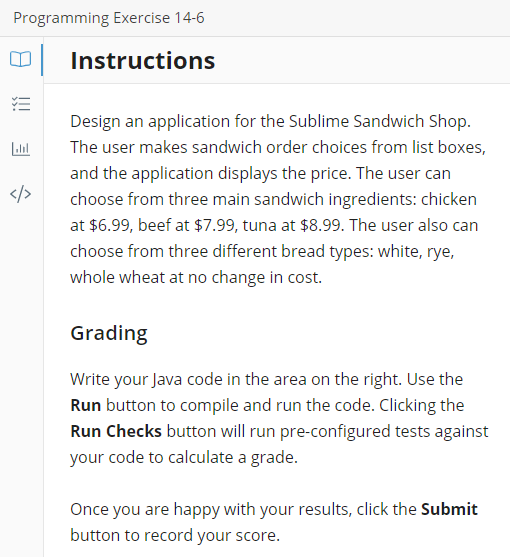 Programming Exercise 14-6
Instructions
Design an application for the Sublime Sandwich Shop.
The user makes sandwich order choices from list boxes,
and the application displays the price. The user can
choose from three main sandwich ingredients: chicken
at $6.99, beef at $7.99, tuna at $8.99. The user also can
choose from three different bread types: white, rye,
whole wheat at no change in cost.
Grading
Write your Java code in the area on the right. Use the
Run button to compile and run the code. Clicking the
Run Checks button will run pre-configured tests against
your code to calculate a grade.
Once you are happy with your results, click the Submit
button to record your score.